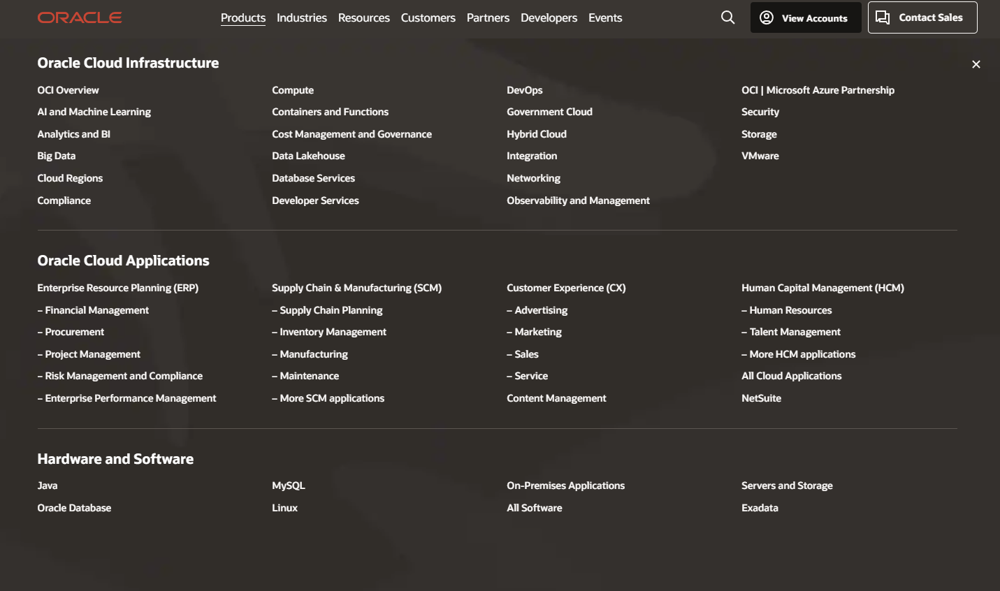 ORACLE
Products Industries Resources Customers Partners Developers Events
View Accounts
Contact Sales
Oracle Cloud Infrastructure
OCI Overview
AI and Machine Learning
Analytics and BI
Big Data
Cloud Regions
Compliance
Compute
Containers and Functions
Cost Management and Governance
Data Lakehouse
Database Services
Developer Services
DevOps
Government Cloud
Hybrid Cloud
Integration
Networking
Observability and Management
OCI | Microsoft Azure Partnership
Security
Storage
VMware
Oracle Cloud Applications
Enterprise Resource Planning (ERP)
– Financial Management
– Procurement
– Project Management
– Risk Management and Compliance
– Enterprise Performance Management
Supply Chain & Manufacturing (SCM)
– Supply Chain Planning
– Inventory Management
– Manufacturing
– Maintenance
– More SCM applications
Customer Experience (CX)
– Advertising
– Marketing
– Sales
– Service
Content Management
Human Capital Management (HCM)
– Human Resources
– Talent Management
– More HCM applications
All Cloud Applications
NetSuite
Hardware and Software
Java
Oracle Database
MySQL
Linux
On-Premises Applications
All Software
Servers and Storage
Exadata